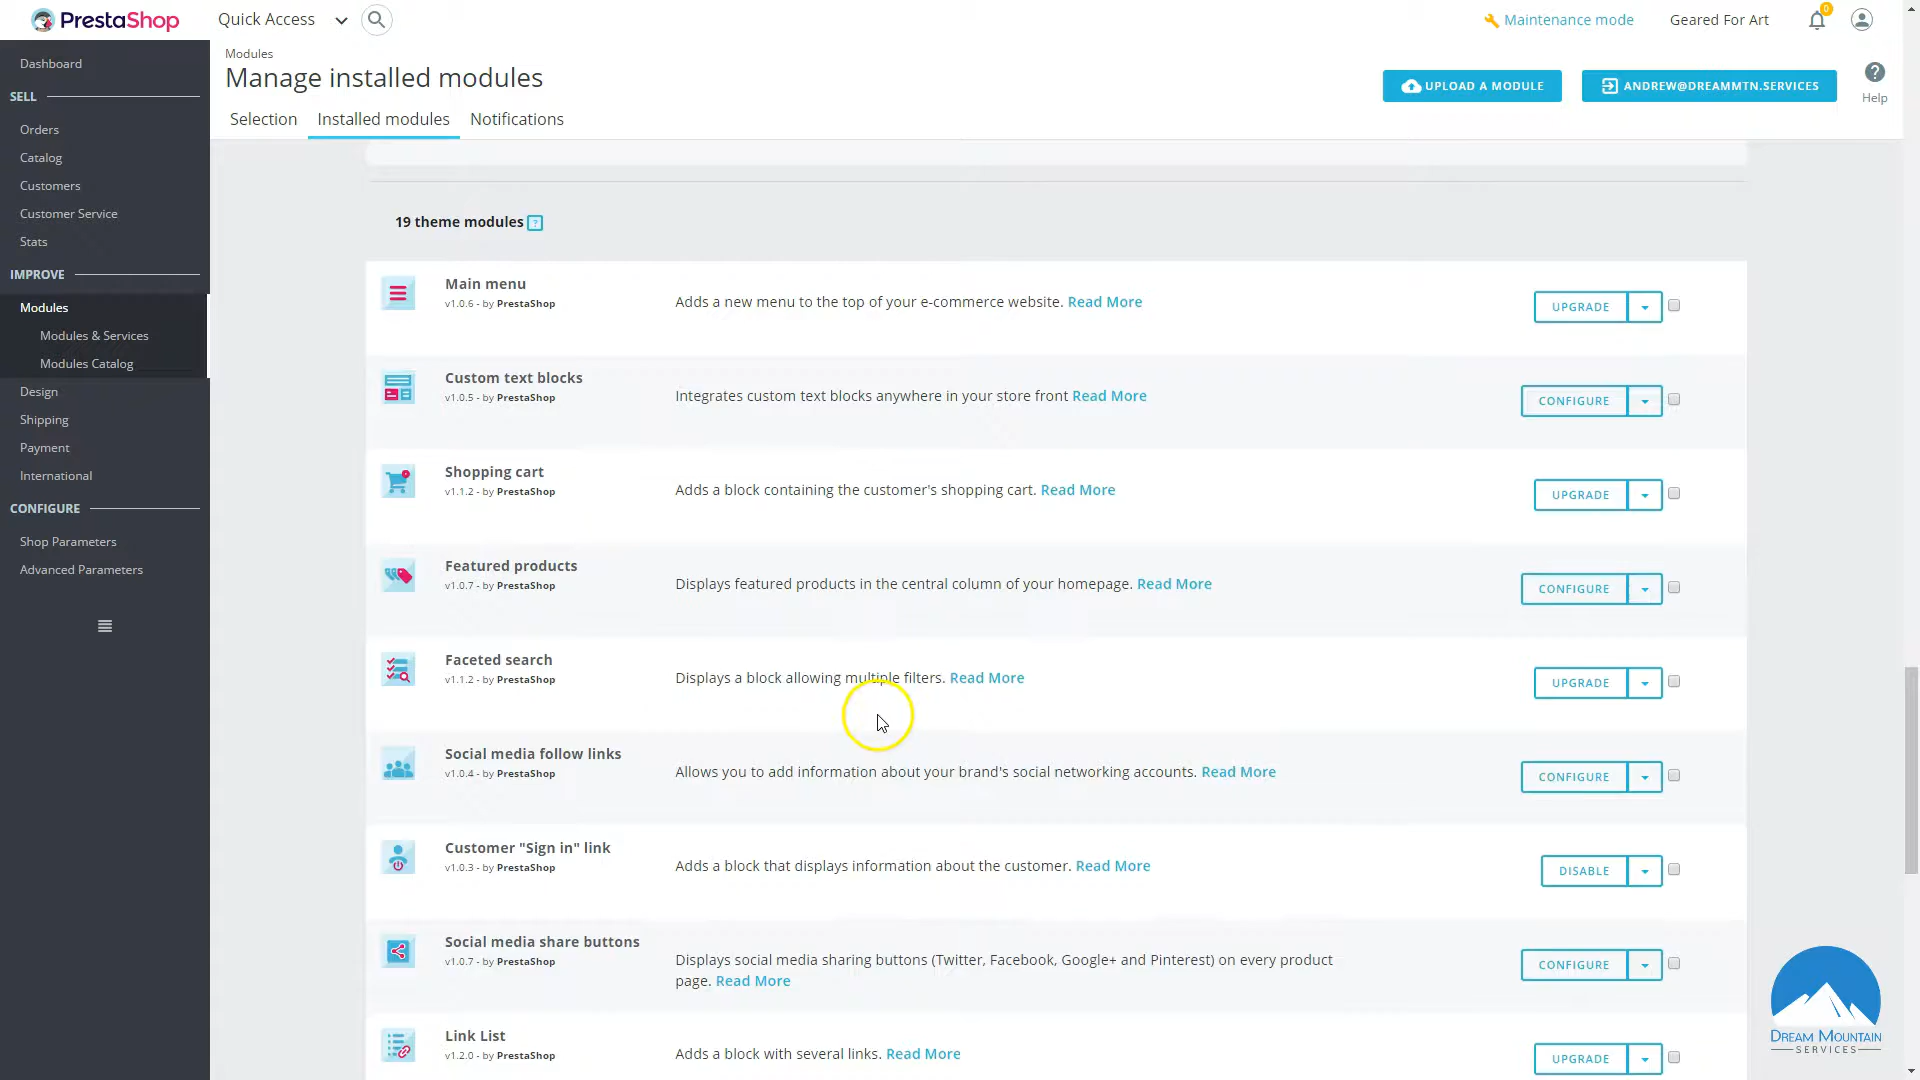 PrestaShop
Quick Access
Maintenance mode
Geared For Art
0
Dashboard
SELL
Orders
Catalog
Customers
Customer Service
Stats
IMPROVE
Modules
Modules & Services
Modules Catalog
Design
Shipping
Payment
International
CONFIGURE
Shop Parameters
Advanced Parameters
Modules
Manage installed modules
UPLOAD A MODULE
ANDREW@DREAMMTN.SERVICES
Help
Selection
Installed modules
Notifications
19 theme modules ?
Main menu
v1.0.6 - by PrestaShop
Adds a new menu to the top of your e-commerce website. Read More
UPGRADE
Custom text blocks
v1.0.5 - by PrestaShop
Integrates custom text blocks anywhere in your store front Read More
CONFIGURE
Shopping cart
v1.1.2 - by PrestaShop
Adds a block containing the customer's shopping cart. Read More
UPGRADE
Featured products
v1.0.7 - by PrestaShop
Displays featured products in the central column of your homepage. Read More
CONFIGURE
Faceted search
v1.1.2 - by PrestaShop
Displays a block allowing multiple filters. Read More
UPGRADE
Social media follow links
v1.0.4 - by PrestaShop
Allows you to add information about your brand's social networking accounts. Read More
CONFIGURE
Customer "Sign in" link
v1.0.3 - by PrestaShop
Adds a block that displays information about the customer. Read More
DISABLE
Social media share buttons
v1.0.7 - by PrestaShop
Displays social media sharing buttons (Twitter, Facebook, Google+ and Pinterest) on every product
page. Read More
CONFIGURE
Link List
v1.2.0 - by PrestaShop
Adds a block with several links. Read More
UPGRADE
DREAM MOUNTAIN
SERVICES